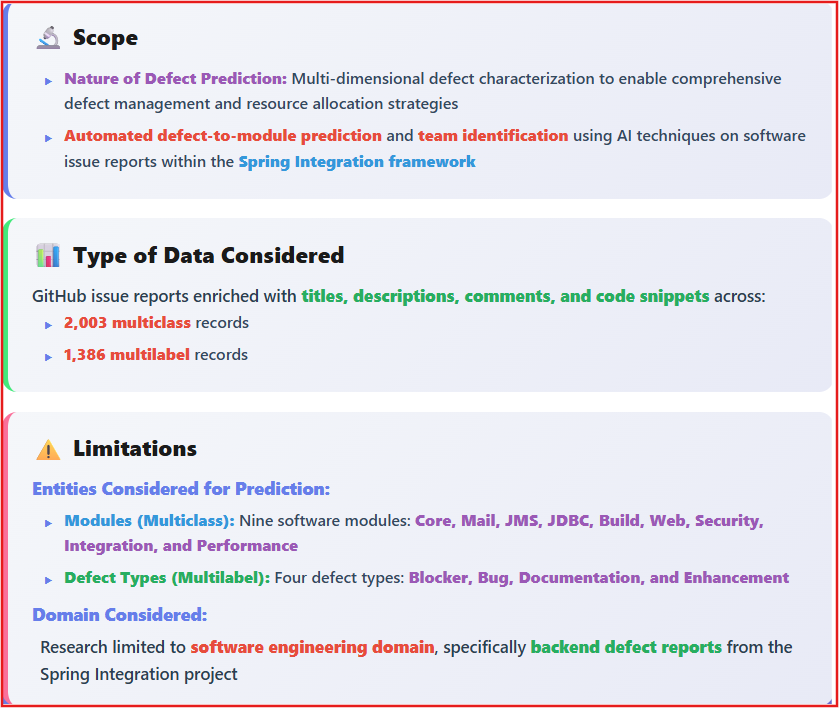 Scope
Nature of Defect Prediction: Multi-dimensional defect characterization to enable comprehensive
defect management and resource allocation strategies
Automated defect-to-module prediction and team identification using AI techniques on software
issue reports within the Spring Integration framework
Type of Data Considered
GitHub issue reports enriched with titles, descriptions, comments, and code snippets across:
2,003 multiclass records
1,386 multilabel records
Limitations
Entities Considered for Prediction:
Modules (Multiclass): Nine software modules: Core, Mail, JMS, JDBC, Build, Web, Security,
Integration, and Performance
Defect Types (Multilabel): Four defect types: Blocker, Bug, Documentation, and Enhancement
Domain Considered:
Research limited to software engineering domain, specifically backend defect reports from the
Spring Integration project